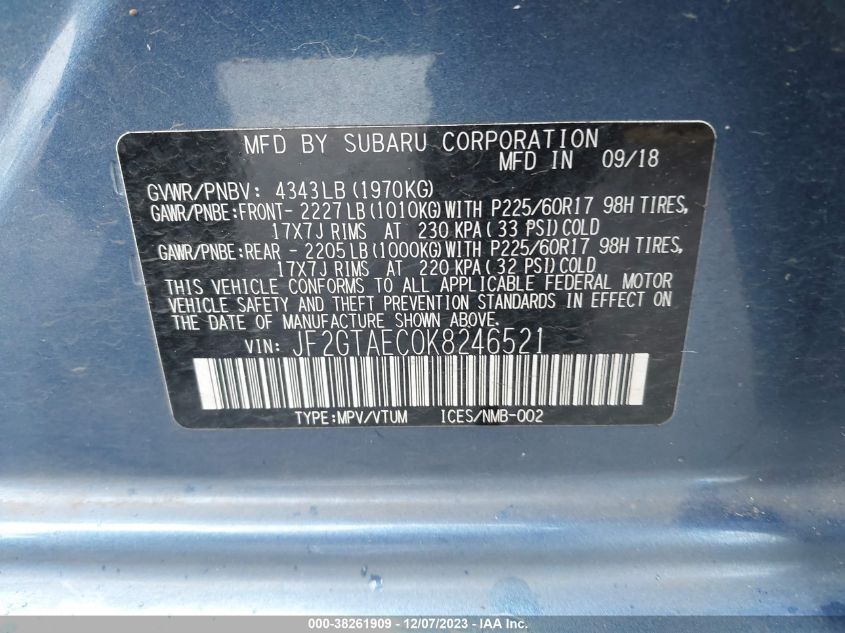 MFD BY SUBARU CORPORATION
MFD IN 09/18
GVWR/PNBV: 4343LB (1970KG)
GAWR/PNBE:FRONT- 2227LB (1010KG) WITH P225/60R17 98H TIRES,
17X7J RIMS AT 230 KPA ( 33 PSI) COLD
GAWR/PNBE:REAR - 2205LB (1000KG) WITH P225/60R17 98H TIRES,
17X7J RIMS AT 220 KPA ( 32 PSI) COLD
THIS VEHICLE CONFORMS TO ALL APPLICABLE FEDERAL MOTOR
VEHICLE SAFETY AND THEFT PREVENTION STANDARDS IN EFFECT ON
THE DATE OF MANUFACTURE SHOWN ABOVE.
VIN: JF2GTAEC0K8246521
TYPE:MPV/VTUM ICES/NMB-002
000-38261909 - 12/07/2023 - IAA Inc.